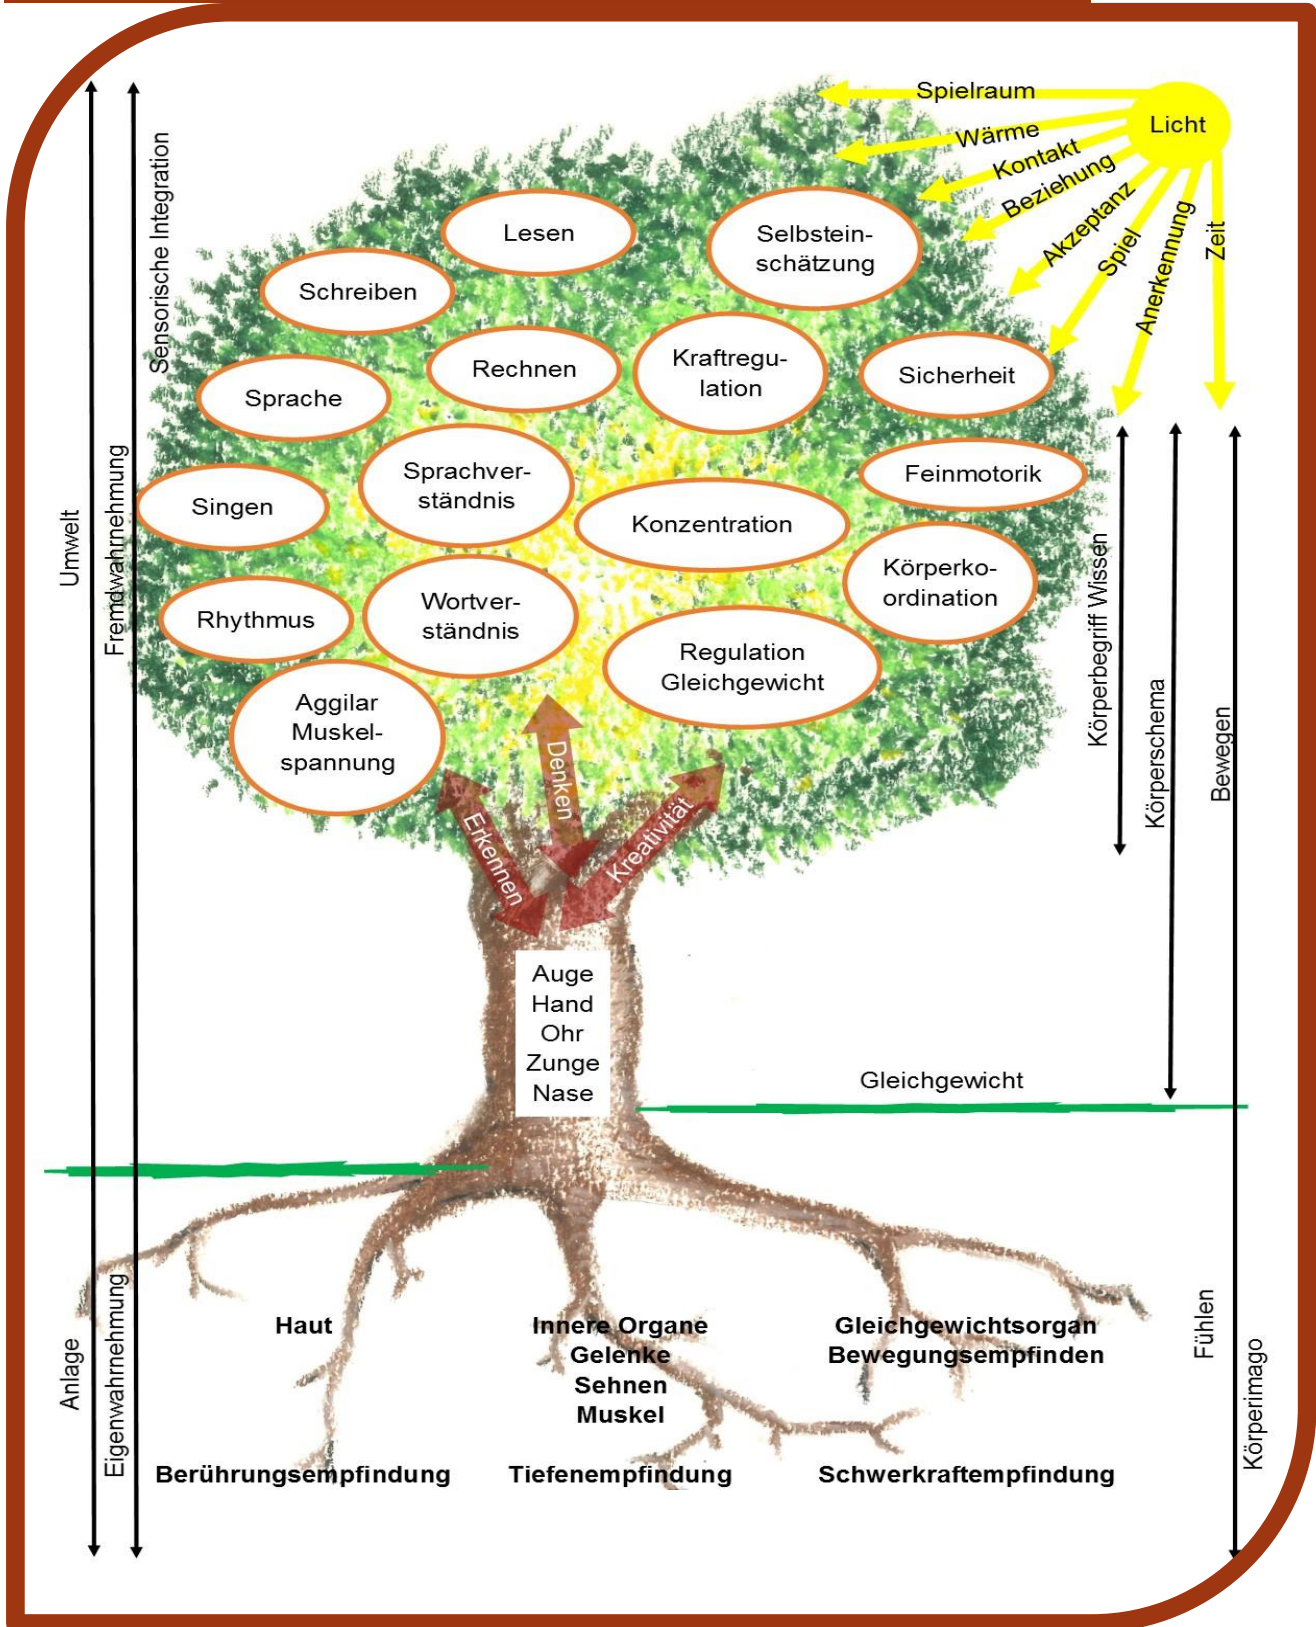 Spielraum
Licht
Wärme
Kontakt
Beziehung
Akzeptanz
Spiel
Anerkennung
Zeit
Sensorische Integration
Lesen
Selbstein-
schätzung
Schreiben
Rechnen
Kraftregu-
lation
Sicherheit
Sprache
Sprachver-
ständnis
Feinmotorik
Singen
Konzentration
Umwelt
Fremdwahrnehmung
Körperko-
ordination
Rhythmus
Wortver-
ständnis
Regulation
Gleichgewicht
Aggilar
Muskel-
spannung
Körperbegriff Wissen
Körperschema
Bewegen
Denken
Erkennen
Kreativität
Auge
Hand
Ohr
Zunge
Nase
Gleichgewicht
Anlage
Eigenwahrnehmung
Haut
Innere Organe
Gelenke
Sehnen
Muskel
Gleichgewichtsorgan
Bewegungsempfinden
Fühlen
Körperimago
Berührungsempfindung
Tiefenempfindung
Schwerkraftempfindung